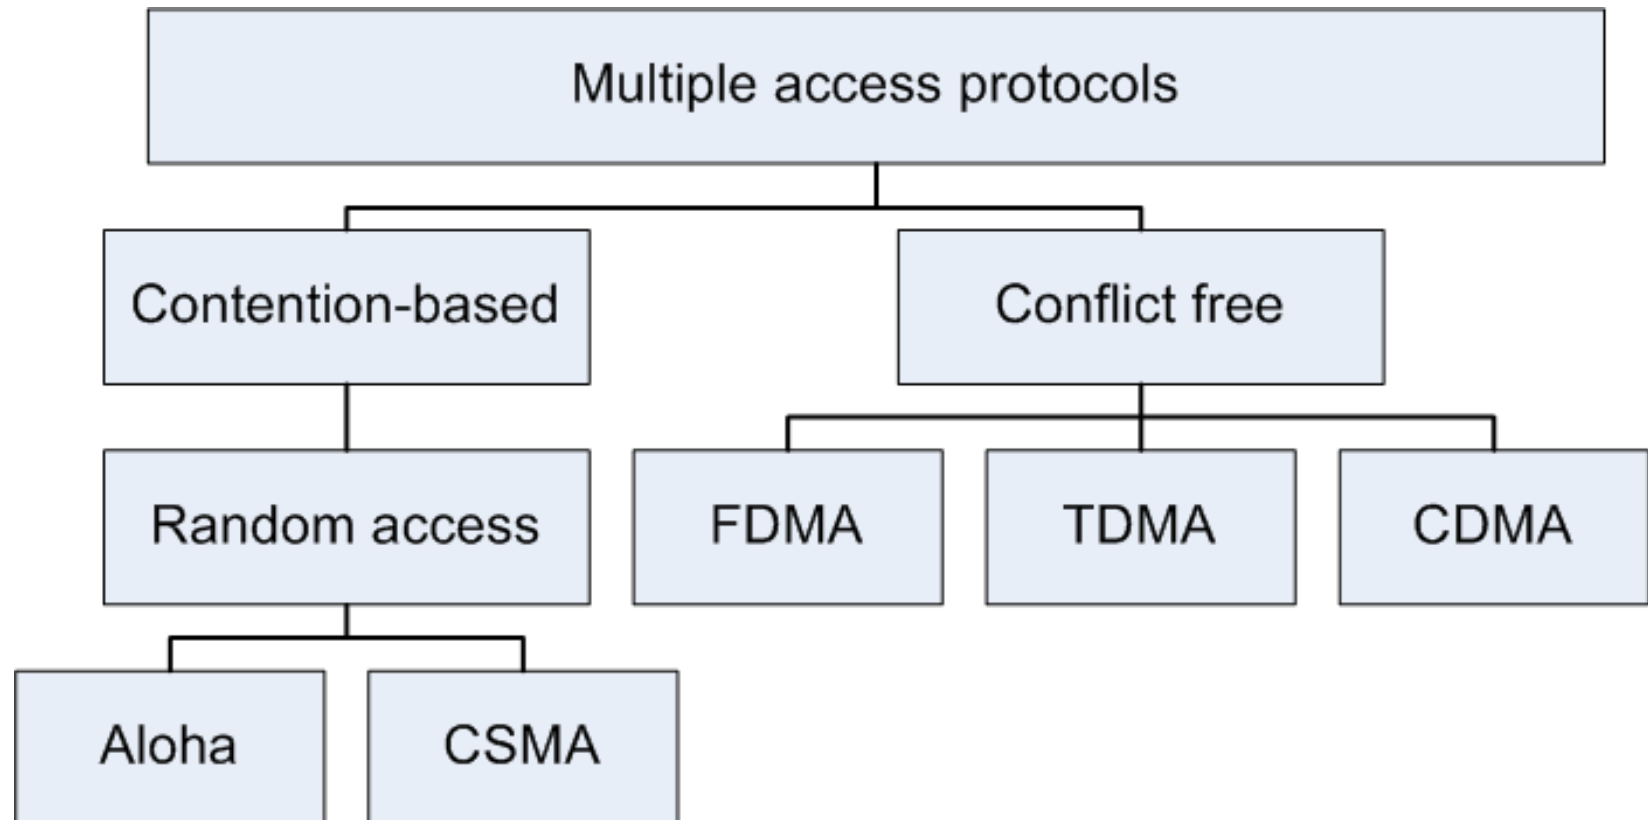 Multiple access protocols
Contention-based
Conflict free
Random access
FDMA
TDMA
CDMA
Aloha
CSMA